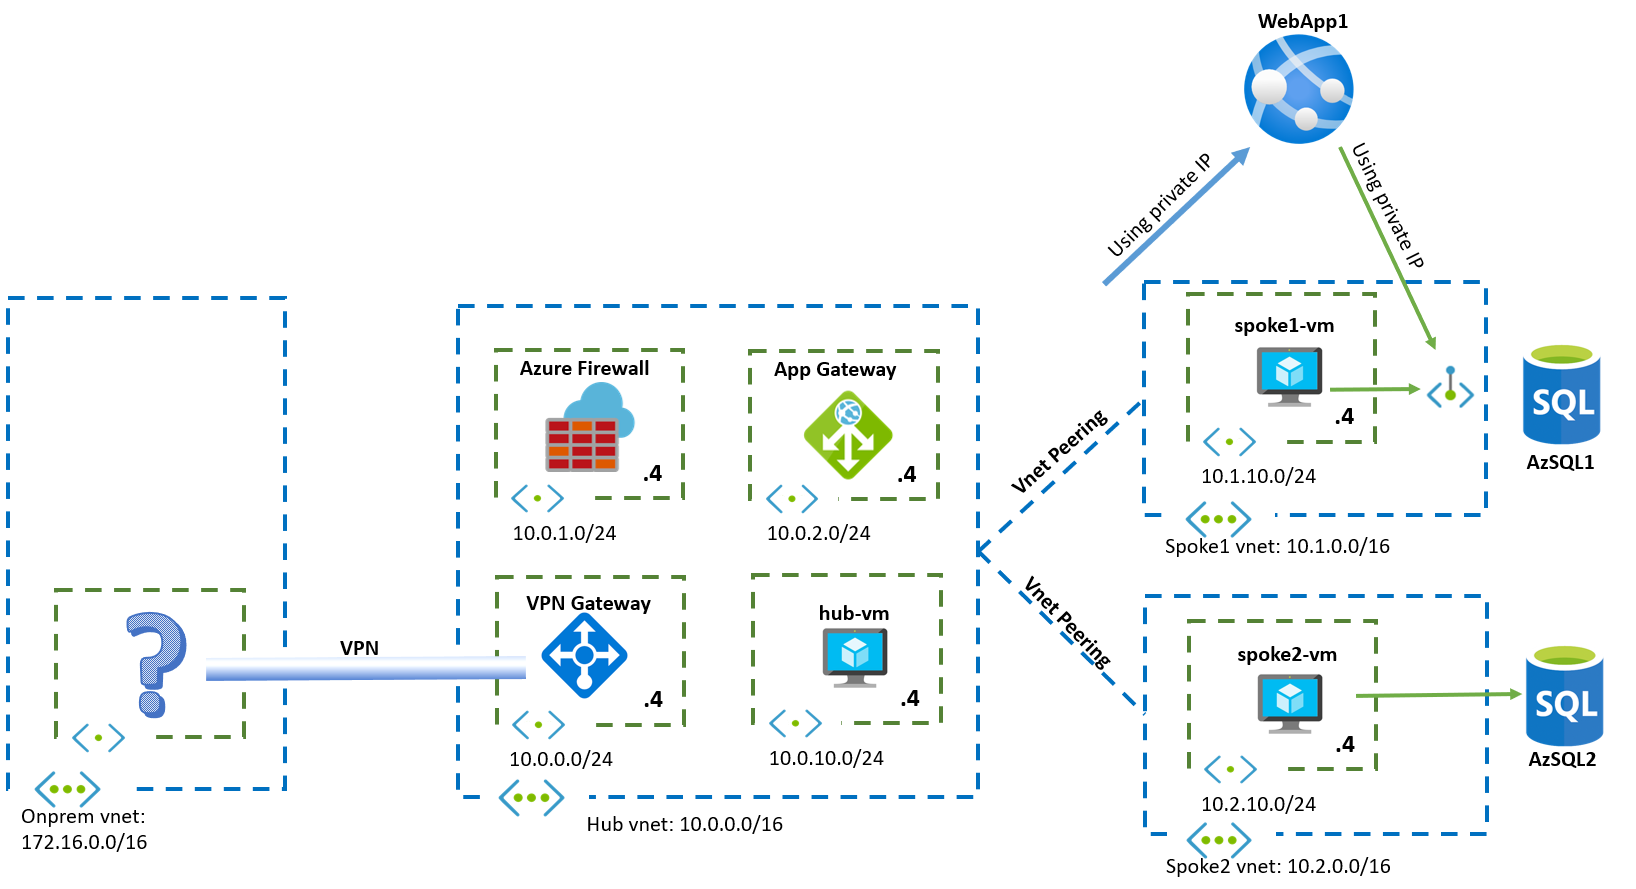 WebApp1
Using private IP
Using private IP
spoke1-vm
.4
10.1.10.0/24
Spoke1 vnet: 10.1.0.0/16
SQL
AzSQL1
Azure Firewall
.4
10.0.1.0/24
App Gateway
.4
10.0.2.0/24
Vnet Peering
Vnet Peering
VPN
VPN Gateway
.4
10.0.0.0/24
hub-vm
.4
10.0.10.0/24
Hub vnet: 10.0.0.0/16
?
Onprem vnet:
172.16.0.0/16
spoke2-vm
.4
10.2.10.0/24
Spoke2 vnet: 10.2.0.0/16
SQL
AzSQL2